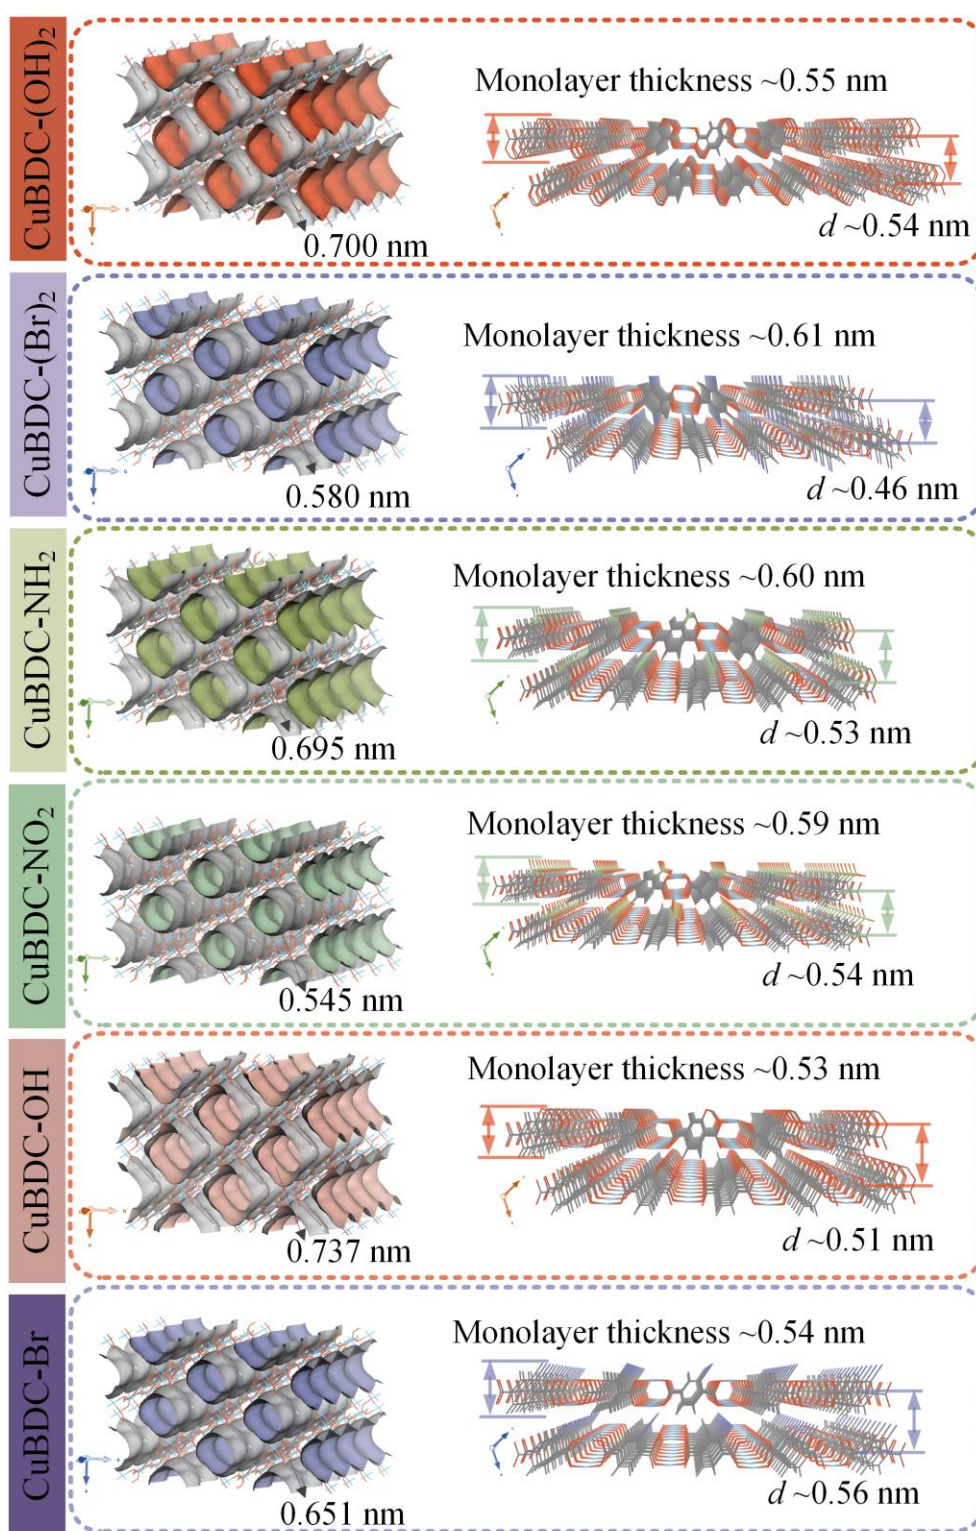 CuBDC-(OH)₂
Monolayer thickness ~0.55 nm
0.700 nm
d ~0.54 nm
CuBDC-(Br)₂
Monolayer thickness ~0.61 nm
0.580 nm
d ~0.46 nm
CuBDC-NH₂
Monolayer thickness ~0.60 nm
0.695 nm
d ~0.53 nm
CuBDC-NO₂
Monolayer thickness ~0.59 nm
0.545 nm
d ~0.54 nm
CuBDC-OH
Monolayer thickness ~0.53 nm
0.737 nm
d ~0.51 nm
CuBDC-Br
Monolayer thickness ~0.54 nm
0.651 nm
d ~0.56 nm